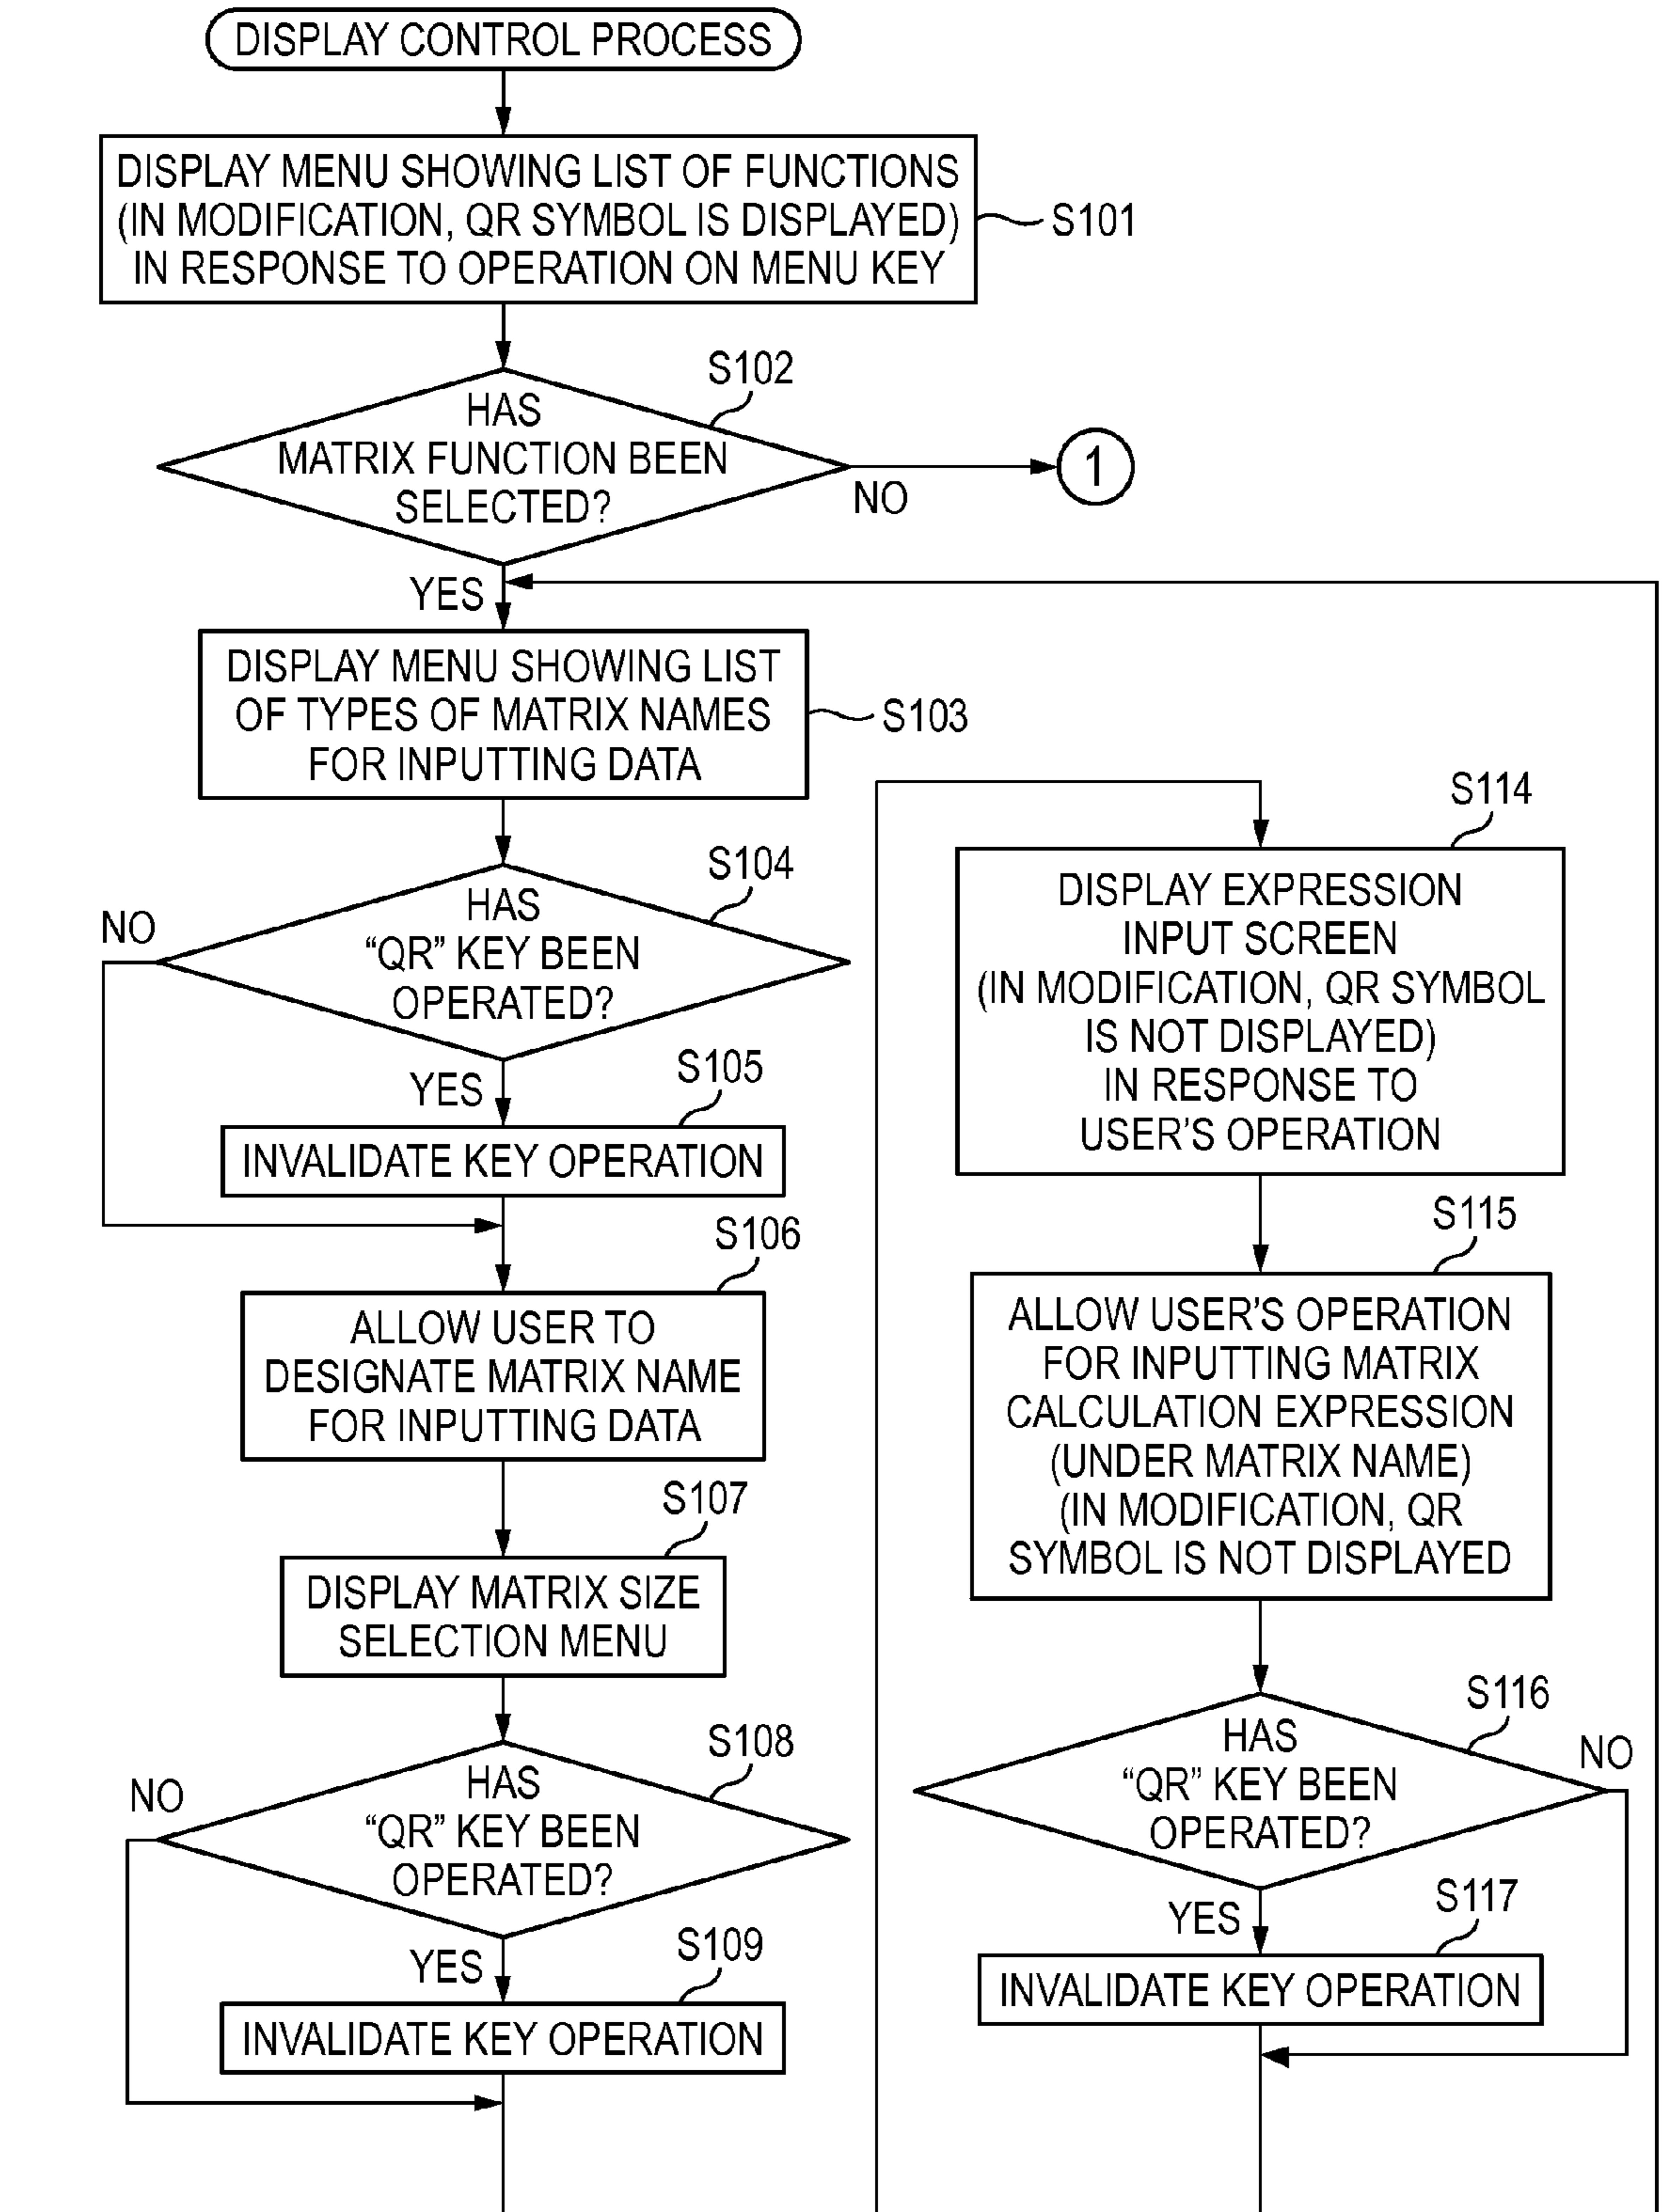 DISPLAY CONTROL PROCESS
DISPLAY MENU SHOWING LIST OF FUNCTIONS
(IN MODIFICATION, QR SYMBOL IS DISPLAYED)
IN RESPONSE TO OPERATION ON MENU KEY
S101
S102
HAS
MATRIX FUNCTION BEEN
SELECTED?
NO
1
YES
DISPLAY MENU SHOWING LIST
OF TYPES OF MATRIX NAMES
FOR INPUTTING DATA
S103
S104
HAS
“QR” KEY BEEN
OPERATED?
NO
YES
S105
INVALIDATE KEY OPERATION
S106
ALLOW USER TO
DESIGNATE MATRIX NAME
FOR INPUTTING DATA
S107
DISPLAY MATRIX SIZE
SELECTION MENU
S108
HAS
“QR” KEY BEEN
OPERATED?
NO
YES
S109
INVALIDATE KEY OPERATION
S114
DISPLAY EXPRESSION
INPUT SCREEN
(IN MODIFICATION, QR SYMBOL
IS NOT DISPLAYED)
IN RESPONSE TO
USER'S OPERATION
S115
ALLOW USER'S OPERATION
FOR INPUTTING MATRIX
CALCULATION EXPRESSION
(UNDER MATRIX NAME)
(IN MODIFICATION, QR
SYMBOL IS NOT DISPLAYED
S116
HAS
“QR” KEY BEEN
OPERATED?
NO
YES
S117
INVALIDATE KEY OPERATION